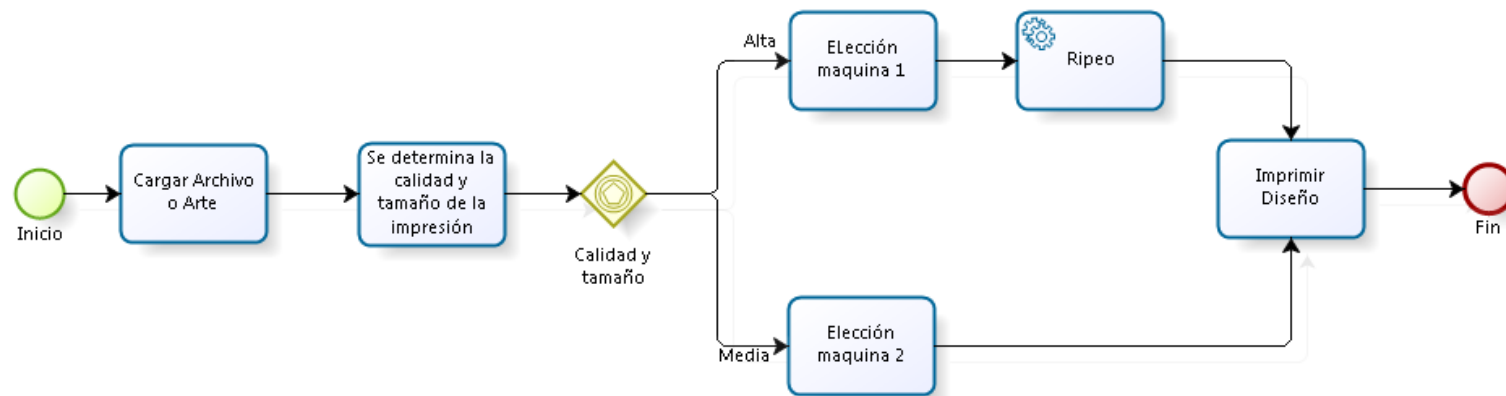 Inicio
Cargar Archivo
o Arte
Se determina la
calidad y
tamaño de la
impresión
Calidad y
tamaño
Alta
ELección
maquina 1
Ripeo
Media
Elección
maquina 2
Imprimir
Diseño
Fin